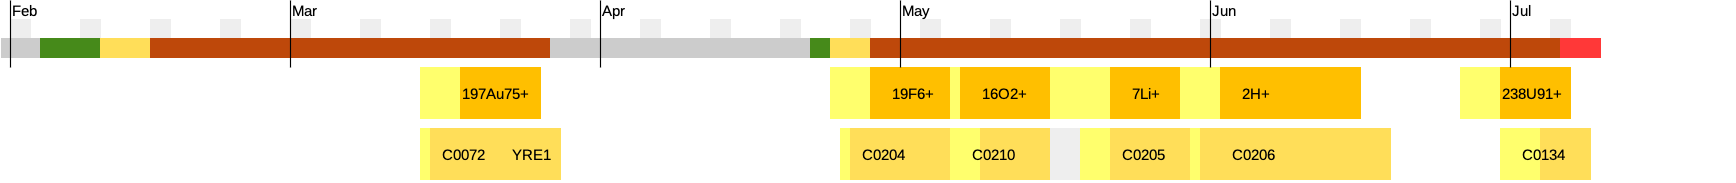 Feb Mar Apr May Jun Jul
197Au75+ 19F6+ 16O2+ 7Li+ 2H+ 238U91+
C0072 YRE1 C0204 C0210 C0205 C0206 C0134